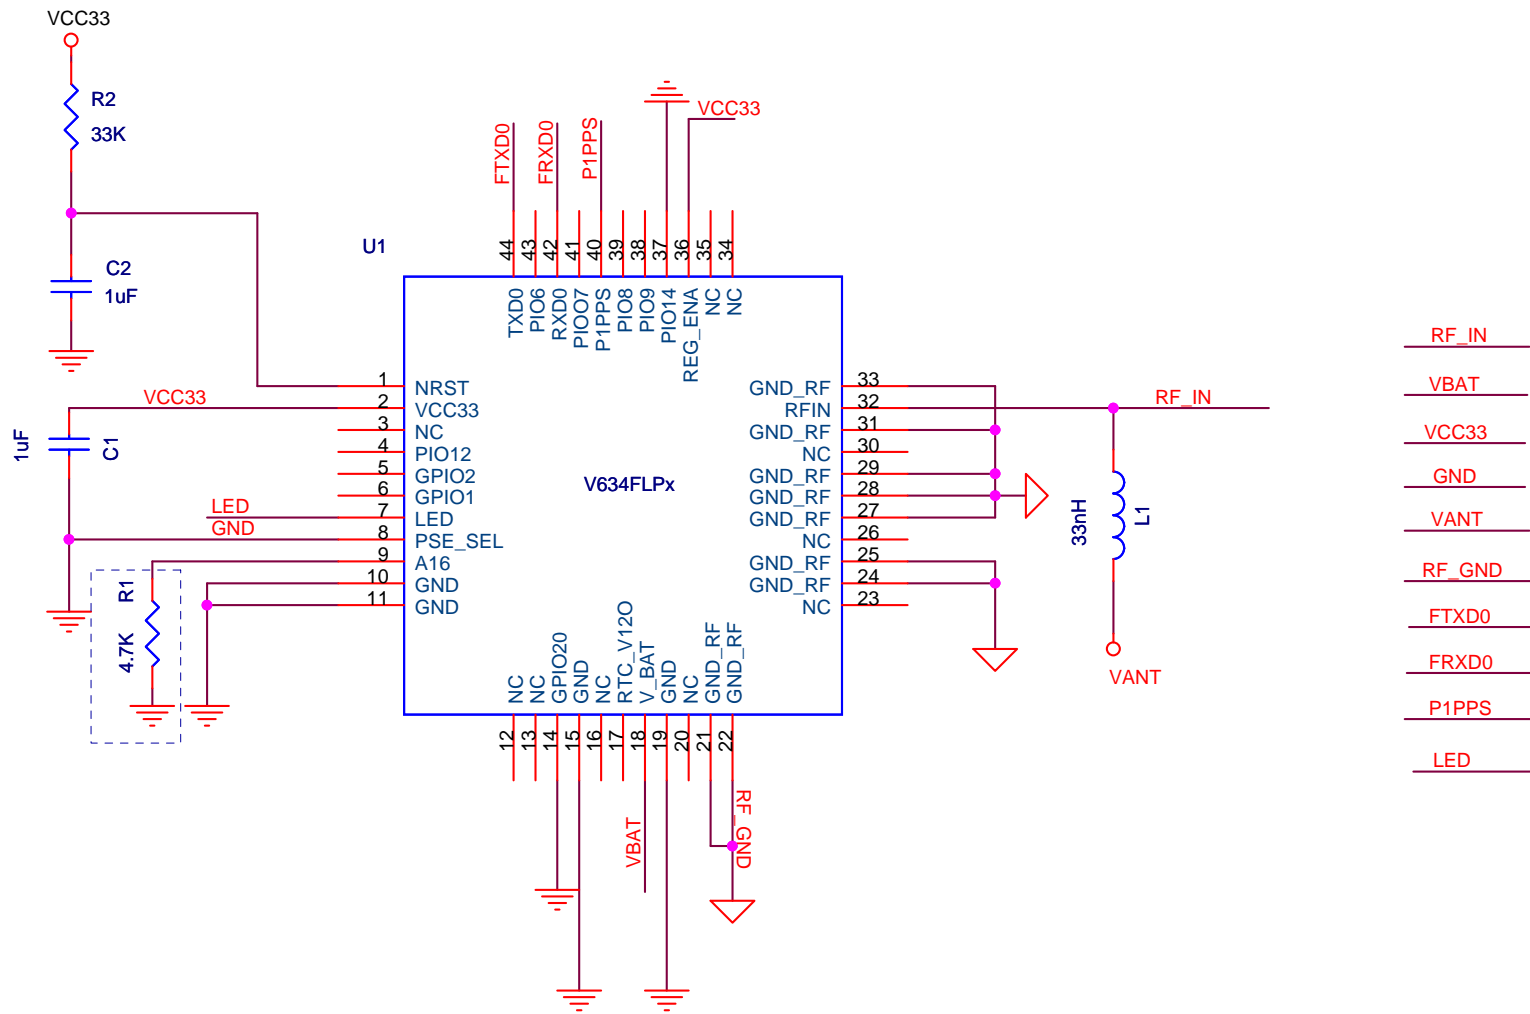 VCC33
R2
33K
C2
1uF
FTXD0
FRXD0
P1PPS
VCC33
U1
44
43
42
41
40
39
38
37
36
35
34
TXD0
PIO6
RXD0
PIOO7
P1PPS
PIO8
PIO9
PIO14
REG_ENA
NC
NC
1 NRST
VCC33 2 VCC33
3 NC
4 PIO12
5 GPIO2
6 GPIO1
LED 7 LED
GND 8 PSE_SEL
9 A16
10 GND
11 GND
1uF
C1
R1
4.7K
V634FLPx
GND_RF 33
RFIN 32 RF_IN
GND_RF 31
NC 30
GND_RF 29
GND_RF 28
GND_RF 27
NC 26
GND_RF 25
GND_RF 24
NC 23
33nH
L1
VANT
NC
NC
GPIO20
GND
NC
RTC_V12O
V_BAT
GND
NC
GND_RF
GND_RF
12
13
14
15
16
17
18
19
20
21
22
VBAT
RF_GND
RF_IN
VBAT
VCC33
GND
VANT
RF_GND
FTXD0
FRXD0
P1PPS
LED